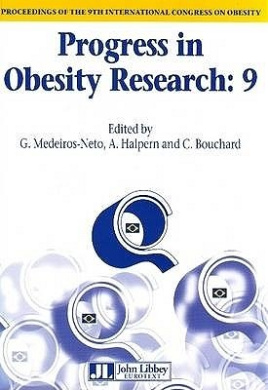 PROCEEDINGS OF THE 9TH INTERNATIONAL CONGRESS ON OBESITY
Progress in
Obesity Research: 9
Edited by
G. Medeiros-Neto, A. Halpern and C. Bouchard
JL
John Libbey
EUROTEXT